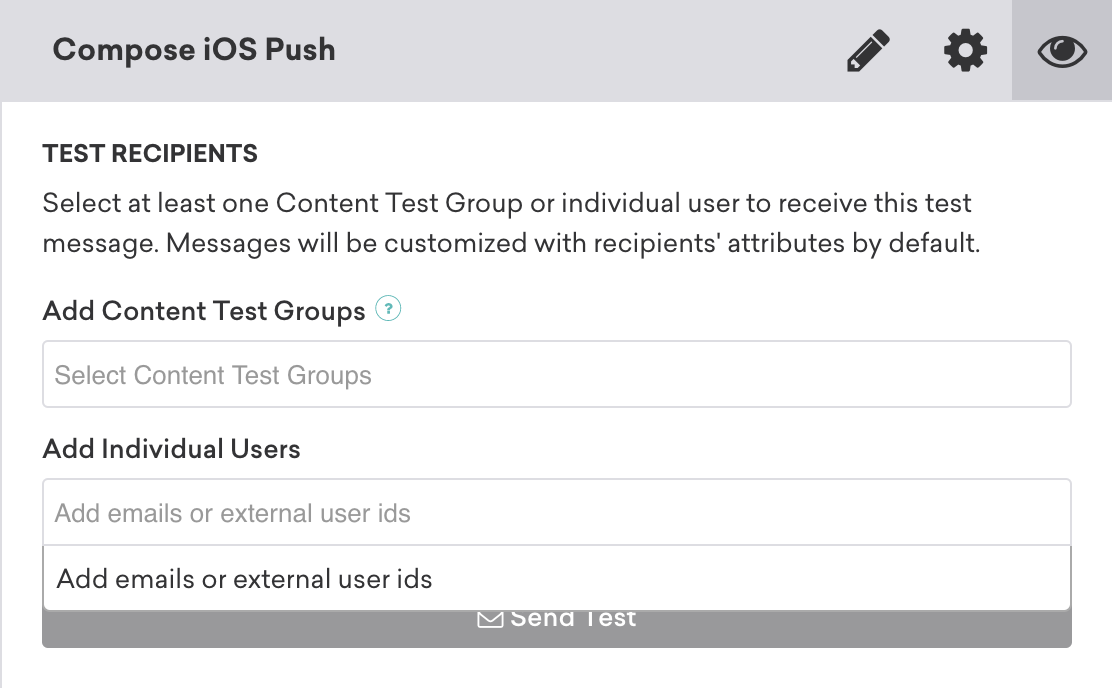 Compose iOS Push
TEST RECIPIENTS
Select at least one Content Test Group or individual user to receive this test
message. Messages will be customized with recipients' attributes by default.
Add Content Test Groups ?
Select Content Test Groups
Add Individual Users
Add emails or external user ids
Add emails or external user ids
Send Test